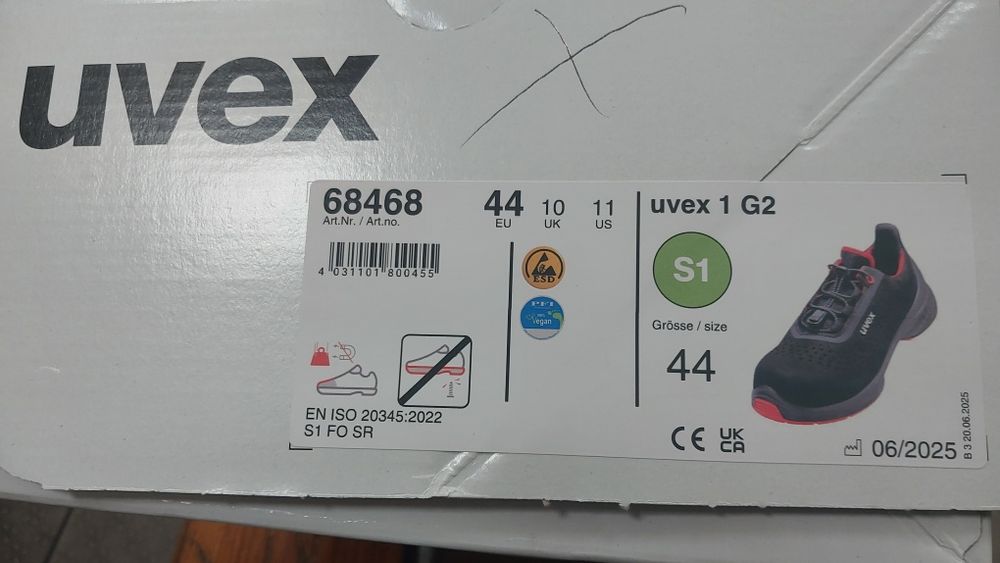 uvex
68468
Art.Nr. / Art.no.
44 EU
10 UK
11 US
4 031101 800455
ESD
PFI
100% Vegan
EN ISO 20345:2022
S1 FO SR
uvex 1 G2
S1
Grösse / size
44
uvex
CE UK CA
06/2025
B 3 20.06.2025